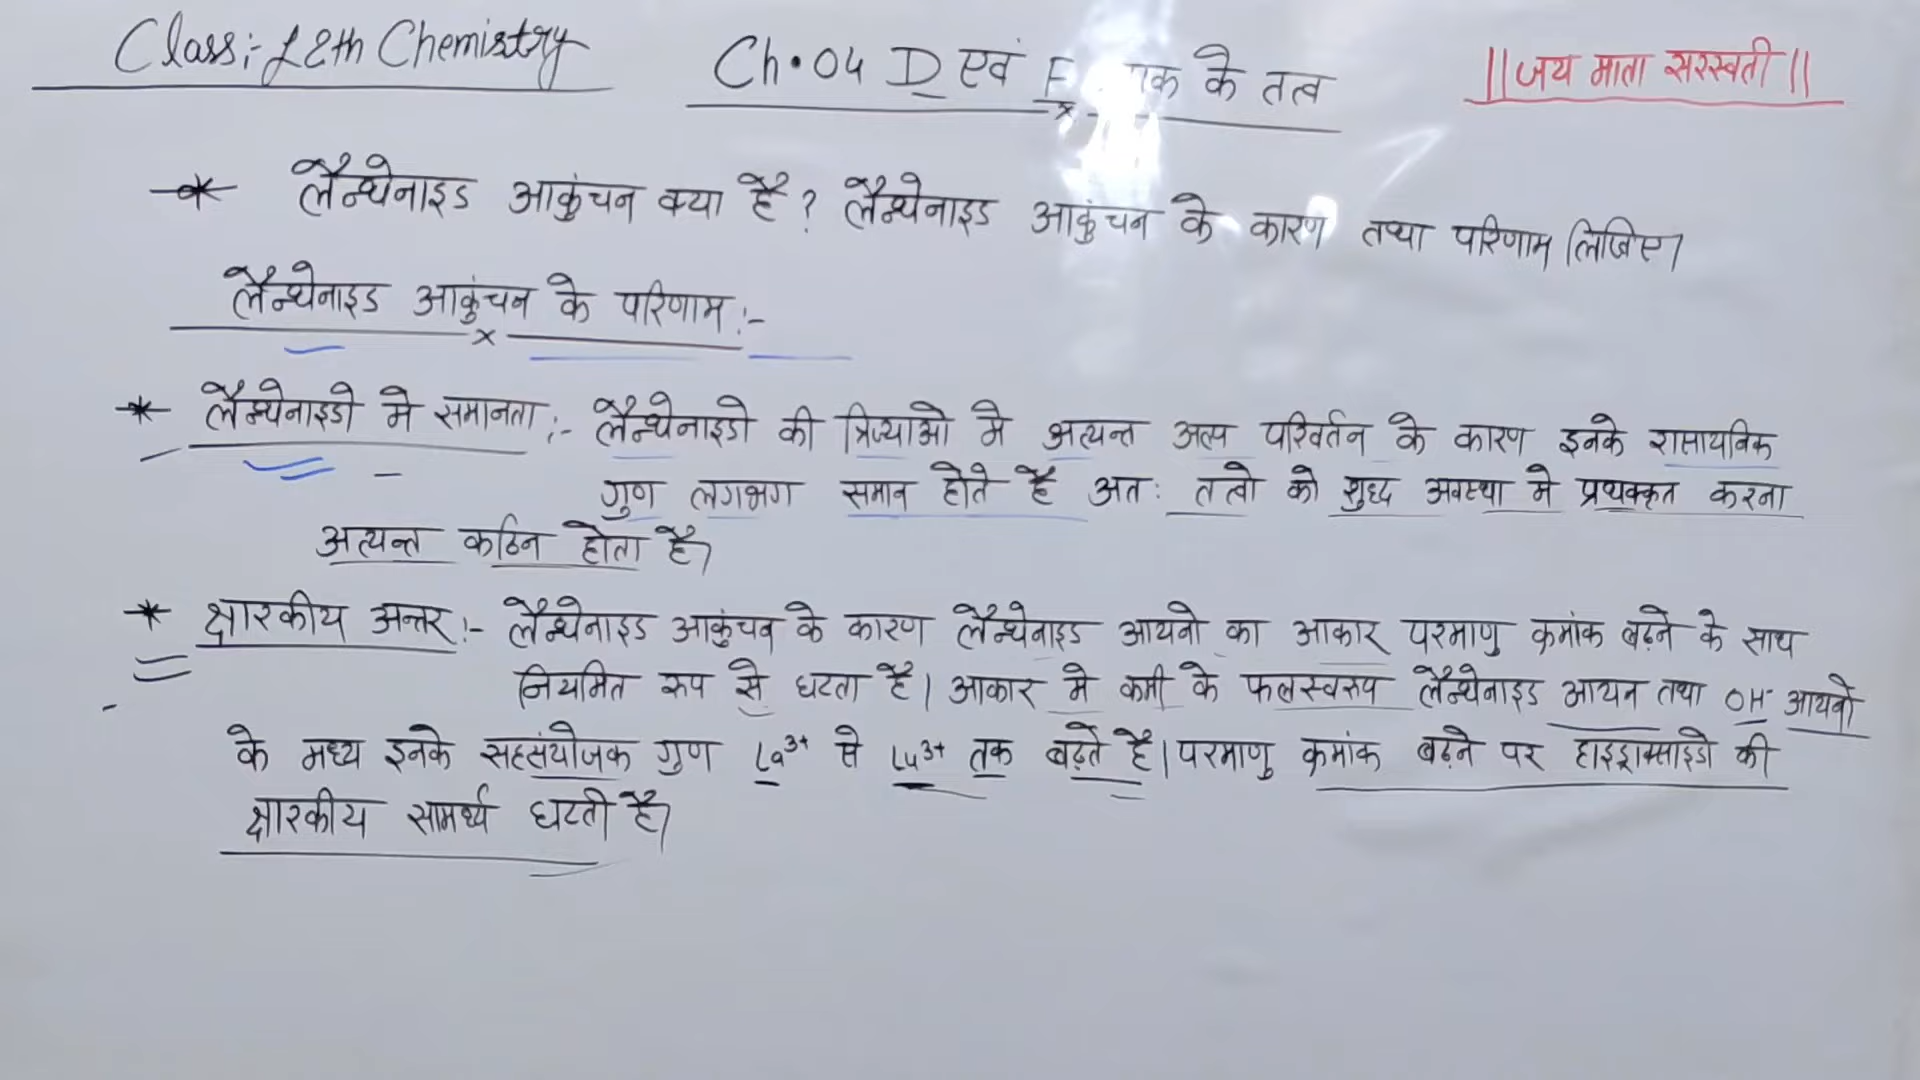 Class:- 12th Chemistry
Ch.04 D एवं F के तत्व
||जय माता सरस्वती||
* लैन्थेनाइड आकुंचन क्या है? लैन्थेनाइड आकुंचन के कारण तथा परिणाम लिखिए।
लैन्थेनाइड आकुंचन के परिणाम:-
* लैन्थेनाइडो मे समानता:- लैन्थेनाइडो की त्रिज्याओ मे अत्यन्त अल्प परिवर्तन के कारण इनके रासायनिक
गुण लगभग समान होते है अत: तत्वो को शुद्ध अवस्था मे प्रथक्कृत करना
अत्यन्त कठिन होता है।
* क्षारकीय अन्तर:- लैन्थेनाइड आकुंचन के कारण लैन्थेनाइड आयनो का आकार परमाणु क्रमांक बढ़ने के साथ
नियमित रूप से घटता है। आकार मे कमी के फलस्वरूप लैन्थेनाइड आयन तथा OH⁻ आयनो
के मध्य इनके सहसंयोजक गुण La³⁺ से Lu³⁺ तक बढ़ते है। परमाणु क्रमांक बढ़ने पर हाइड्राक्साइडो की
क्षारकीय सामर्थ्य घटती है।